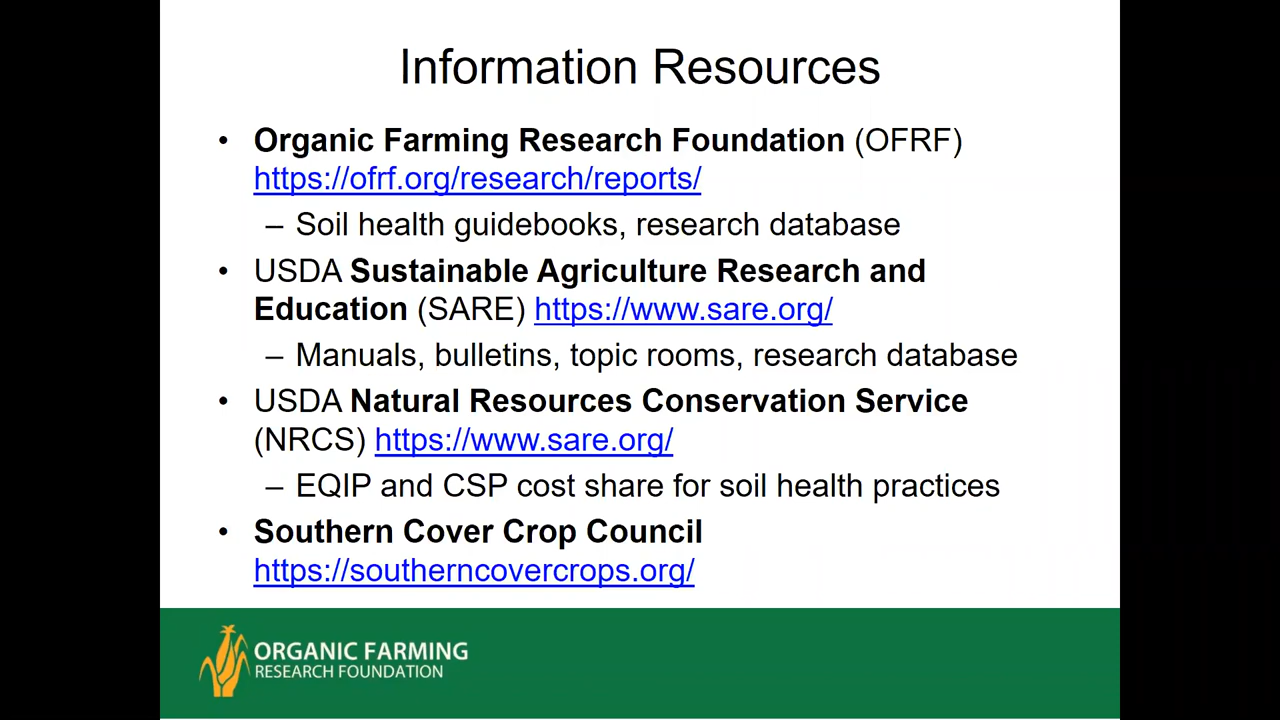 Information Resources
• Organic Farming Research Foundation (OFRF)
https://ofrf.org/research/reports/
– Soil health guidebooks, research database
• USDA Sustainable Agriculture Research and
Education (SARE) https://www.sare.org/
– Manuals, bulletins, topic rooms, research database
• USDA Natural Resources Conservation Service
(NRCS) https://www.sare.org/
– EQIP and CSP cost share for soil health practices
• Southern Cover Crop Council
https://southerncovercrops.org/
ORGANIC FARMING
RESEARCH FOUNDATION